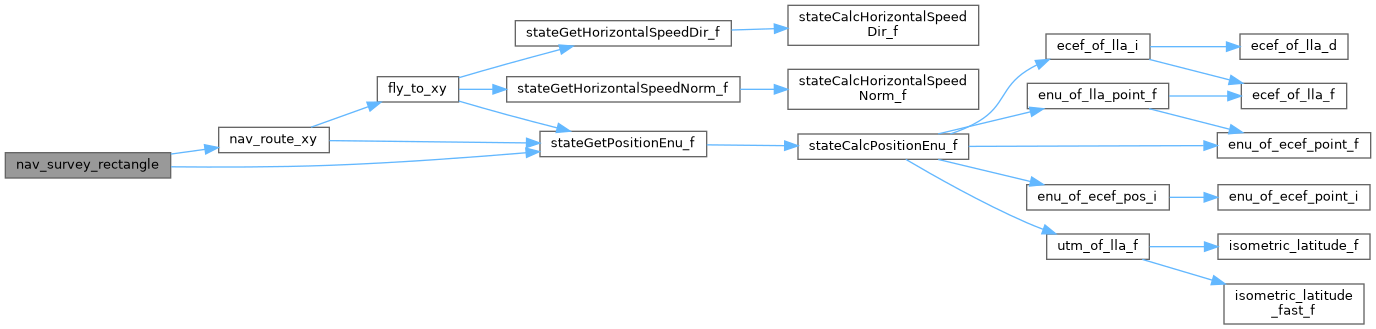 nav_survey_rectangle
nav_route_xy
fly_to_xy
stateGetHorizontalSpeedDir_f
stateGetHorizontalSpeedNorm_f
stateGetPositionEnu_f
stateCalcHorizontalSpeed
Dir_f
stateCalcHorizontalSpeed
Norm_f
stateCalcPositionEnu_f
ecef_of_lla_i
enu_of_lla_point_f
enu_of_ecef_pos_i
utm_of_lla_f
ecef_of_lla_d
ecef_of_lla_f
enu_of_ecef_point_f
enu_of_ecef_point_i
isometric_latitude_f
isometric_latitude
_fast_f